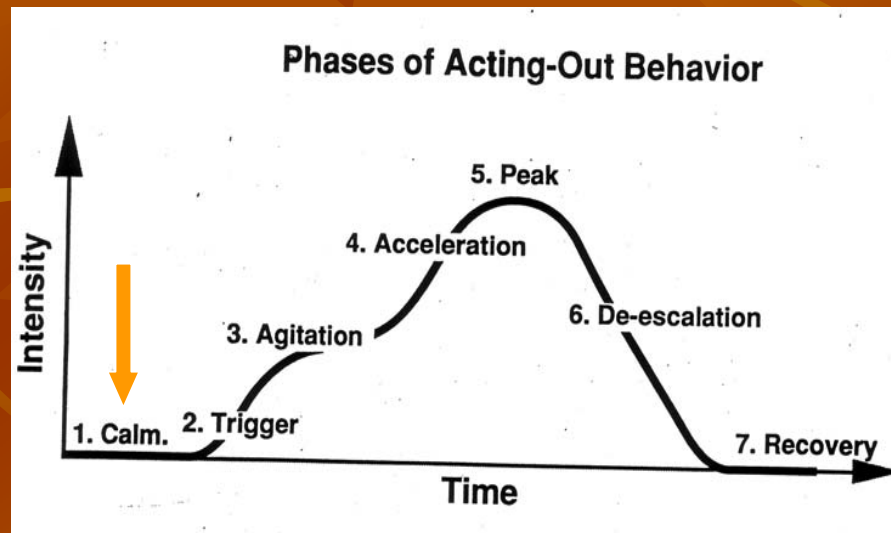 Phases of Acting-Out Behavior
5. Peak
4. Acceleration
6. De-escalation
3. Agitation
2. Trigger
1. Calm.
7. Recovery
Intensity
Time